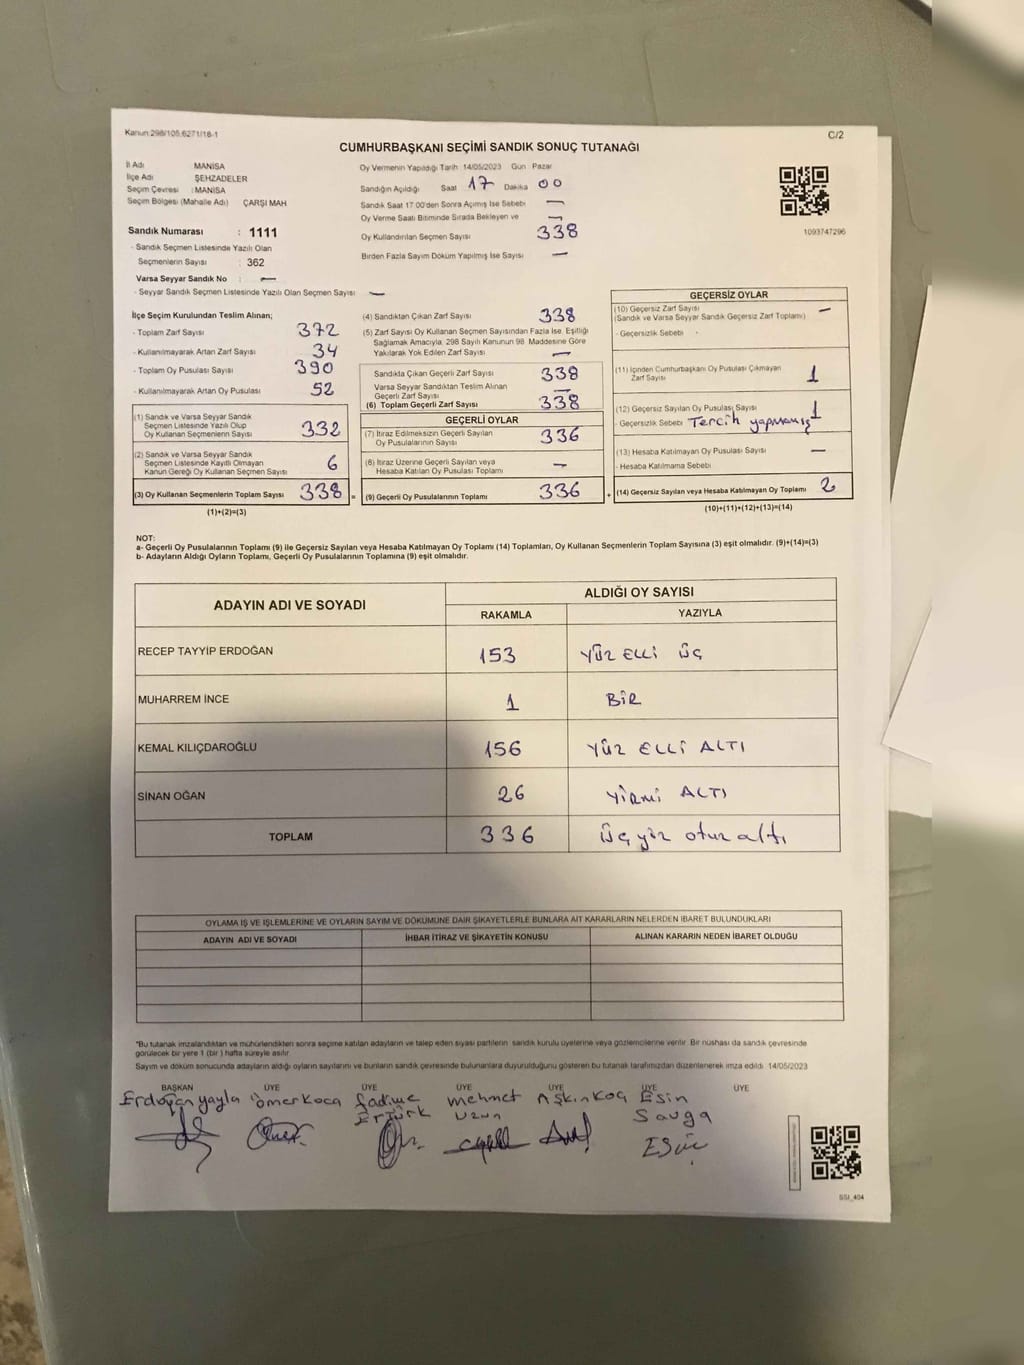 Kanun:298/105,6271/18-1
C/2
CUMHURBAŞKANI SEÇİMİ SANDIK SONUÇ TUTANAĞI
İl Adı MANİSA
İlçe Adı ŞEHZADELER
Seçim Çevresi : MANİSA
Seçim Bölgesi (Mahalle Adı) ÇARŞI MAH
Sandık Numarası : 1111
- Sandık Seçmen Listesinde Yazılı Olan
Seçmenlerin Sayısı : 362
Varsa Seyyar Sandık No : —
- Seyyar Sandık Seçmen Listesinde Yazılı Olan Seçmen Sayısı : —
Oy Vermenin Yapıldığı Tarih 14/05/2023 Gün : Pazar
Sandığın Açıldığı Saat 17 Dakika 00
Sandık Saat 17:00'den Sonra Açılmış İse Sebebi —
Oy Verme Saati Bitiminde Sırada Bekleyen ve —
Oy Kullandırılan Seçmen Sayısı 338
Birden Fazla Sayım Döküm Yapılmış İse Sayısı —
1093747296
İlçe Seçim Kurulundan Teslim Alınan;
- Toplam Zarf Sayısı 372
- Kullanılmayarak Artan Zarf Sayısı 34
- Toplam Oy Pusulası Sayısı 390
- Kullanılmayarak Artan Oy Pusulası 52
(1) Sandık ve Varsa Seyyar Sandık
Seçmen Listesinde Yazılı Olup
Oy Kullanan Seçmenlerin Sayısı 332
(2) Sandık ve Varsa Seyyar Sandık
Seçmen Listesinde Kayıtlı Olmayan
Kanun Gereği Oy Kullanan Seçmen Sayısı 6
(3) Oy Kullanan Seçmenlerin Toplam Sayısı 338 =
(1)+(2)=(3)
(4) Sandıktan Çıkan Zarf Sayısı 338
(5) Zarf Sayısı Oy Kullanan Seçmen Sayısından Fazla İse, Eşitliği
Sağlamak Amacıyla, 298 Sayılı Kanunun 98. Maddesine Göre
Yakılarak Yok Edilen Zarf Sayısı —
Sandıkta Çıkan Geçerli Zarf Sayısı 338
Varsa Seyyar Sandıktan Teslim Alınan
Geçerli Zarf Sayısı —
(6) Toplam Geçerli Zarf Sayısı 338
GEÇERLİ OYLAR
(7) İtiraz Edilmeksizin Geçerli Sayılan
Oy Pusulalarının Sayısı 336
(8) İtiraz Üzerine Geçerli Sayılan veya
Hesaba Katılan Oy Pusulası Toplamı —
(9) Geçerli Oy Pusulalarının Toplamı 336 +
GEÇERSİZ OYLAR
(10) Geçersiz Zarf Sayısı —
(Sandık ve Varsa Seyyar Sandık Geçersiz Zarf Toplamı)
- Geçersizlik Sebebi :
(11) İçinden Cumhurbaşkanı Oy Pusulası Çıkmayan
Zarf Sayısı 1
(12) Geçersiz Sayılan Oy Pusulası Sayısı 1
- Geçersizlik Sebebi : Tercih yapmamış
(13) Hesaba Katılmayan Oy Pusulası Sayısı —
- Hesaba Katılmama Sebebi
(14) Geçersiz Sayılan veya Hesaba Katılmayan Oy Toplamı 2
(10)+(11)+(12)+(13)=(14)
NOT:
a- Geçerli Oy Pusulalarının Toplamı (9) ile Geçersiz Sayılan veya Hesaba Katılmayan Oy Toplamı (14) Toplamları, Oy Kullanan Seçmenlerin Toplam Sayısına (3) eşit olmalıdır. (9)+(14)=(3)
b- Adayların Aldığı Oyların Toplamı, Geçerli Oy Pusulalarının Toplamına (9) eşit olmalıdır.
ADAYIN ADI VE SOYADI
ALDIĞI OY SAYISI
RAKAMLA YAZIYLA
RECEP TAYYİP ERDOĞAN 153 YÜZ ELLİ ÜÇ
MUHARREM İNCE 1 BİR
KEMAL KILIÇDAROĞLU 156 YÜZ ELLİ ALTI
SİNAN OĞAN 26 YİRMİ ALTI
TOPLAM 336 üç yüz otuz altı
OYLAMA İŞ VE İŞLEMLERİNE VE OYLARIN SAYIM VE DÖKÜMÜNE DAİR ŞİKAYETLERLE BUNLARA AİT KARARLARIN NELERDEN İBARET BULUNDUKLARI
ADAYIN ADI VE SOYADI İHBAR İTİRAZ VE ŞİKAYETİN KONUSU ALINAN KARARIN NEDEN İBARET OLDUĞU
*Bu tutanak imzalandıktan ve mühürlendikten sonra seçime katılan adayların ve talep eden siyasi partilerin sandık kurulu üyelerine veya gözlemcilerine verilir. Bir nüshası da sandık çevresinde
görülecek bir yere 1 (bir) hafta süreyle asılır.
Sayım ve döküm sonucunda adayların aldığı oyların sayılarını ve bunların sandık çevresinde bulunanlara duyurulduğunu gösteren bu tutanak tarafımızdan düzenlenerek imza edildi. 14/05/2023
BAŞKAN ÜYE ÜYE ÜYE ÜYE ÜYE ÜYE
Erdoğan yayla ömer koca fadime mehmet Aşkın koç Esin
Ertürk uzun Savga
Esin
SSI_404